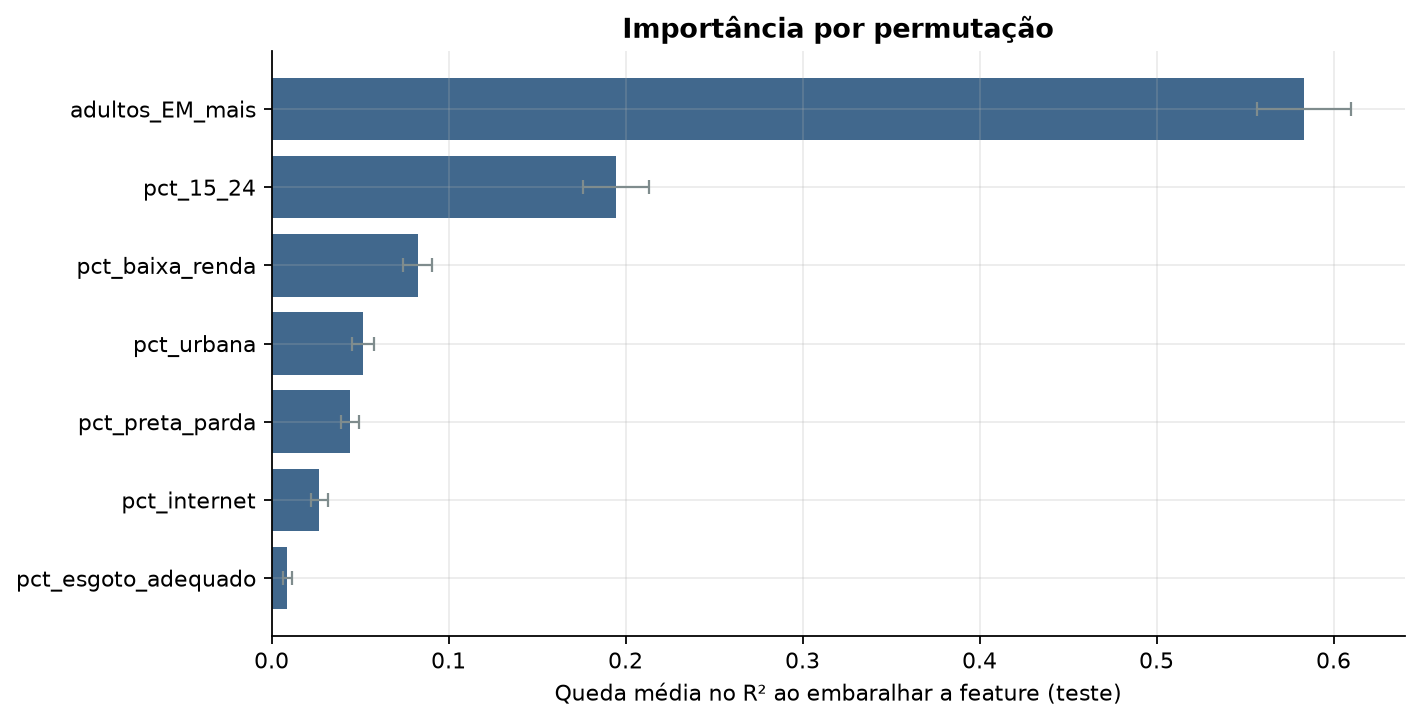 Importância por permutação
adultos_EM_mais
pct_15_24
pct_baixa_renda
pct_urbana
pct_preta_parda
pct_internet
pct_esgoto_adequado
0.0 0.1 0.2 0.3 0.4 0.5 0.6
Queda média no R² ao embaralhar a feature (teste)